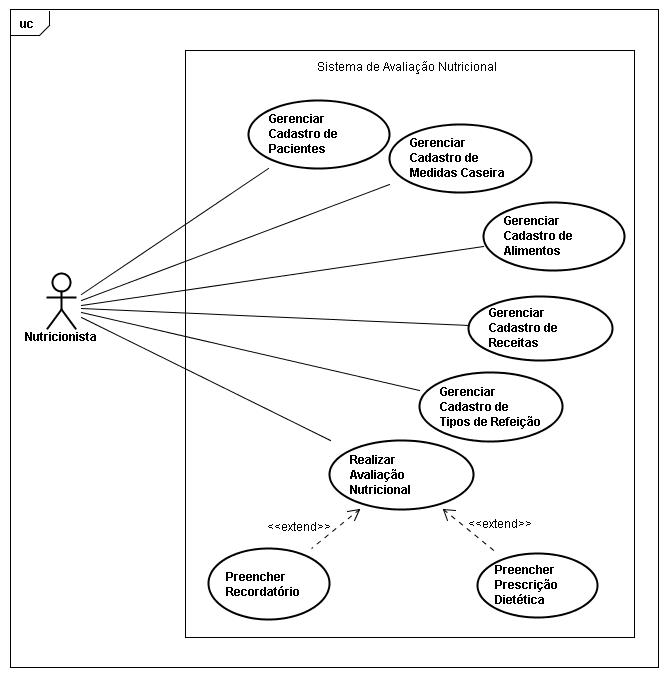 uc
Sistema de Avaliação Nutricional
Gerenciar
Cadastro de
Pacientes
Gerenciar
Cadastro de
Medidas Caseira
Gerenciar
Cadastro de
Alimentos
Nutricionista
Gerenciar
Cadastro de
Receitas
Gerenciar
Cadastro de
Tipos de Refeição
Realizar
Avaliação
Nutricional
<<extend>>
<<extend>>
Preencher
Recordatório
Preencher
Prescrição
Dietética